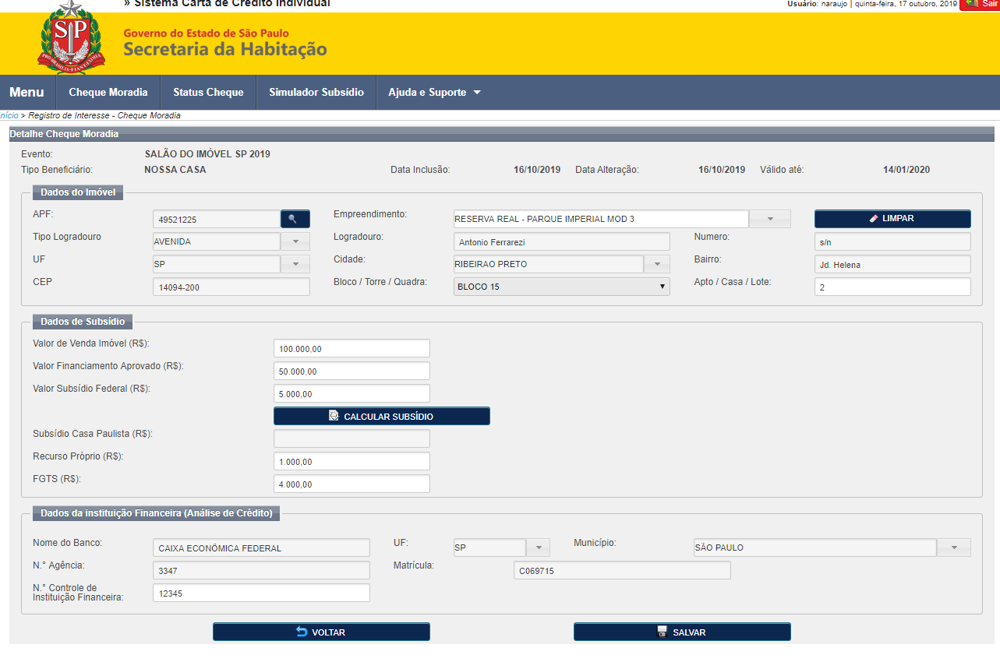 » Sistema Carta de Crédito Individual
Usuário: naraujo | quinta-feira, 17 outubro, 2019 Sair
SP
PRO·BRASILIA·FIANT·EXIMIA
Governo do Estado de São Paulo
Secretaria da Habitação
Menu Cheque Moradia Status Cheque Simulador Subsídio Ajuda e Suporte
Início > Registro de Interesse - Cheque Moradia
Detalhe Cheque Moradia
Evento: SALÃO DO IMÓVEL SP 2019
Tipo Beneficiário: NOSSA CASA Data Inclusão: 16/10/2019 Data Alteração: 16/10/2019 Válido até: 14/01/2020
Dados do Imóvel
APF: 49521225 Empreendimento: RESERVA REAL - PARQUE IMPERIAL MOD 3 LIMPAR
Tipo Logradouro AVENIDA Logradouro: Antonio Ferrarezi Numero: s/n
UF SP Cidade: RIBEIRAO PRETO Bairro: Jd. Helena
CEP 14094-200 Bloco / Torre / Quadra: BLOCO 15 Apto / Casa / Lote: 2
Dados de Subsídio
Valor de Venda Imóvel (R$): 100.000,00
Valor Financiamento Aprovado (R$): 50.000,00
Valor Subsídio Federal (R$): 5.000,00
CALCULAR SUBSÍDIO
Subsídio Casa Paulista (R$):
Recurso Próprio (R$): 1.000,00
FGTS (R$): 4.000,00
Dados da instituição Financeira (Análise de Crédito)
Nome do Banco: CAIXA ECONÔMICA FEDERAL UF: SP Município: SÃO PAULO
N.° Agência: 3347 Matrícula: C069715
N.° Controle de
Instituição Financeira: 12345
VOLTAR SALVAR